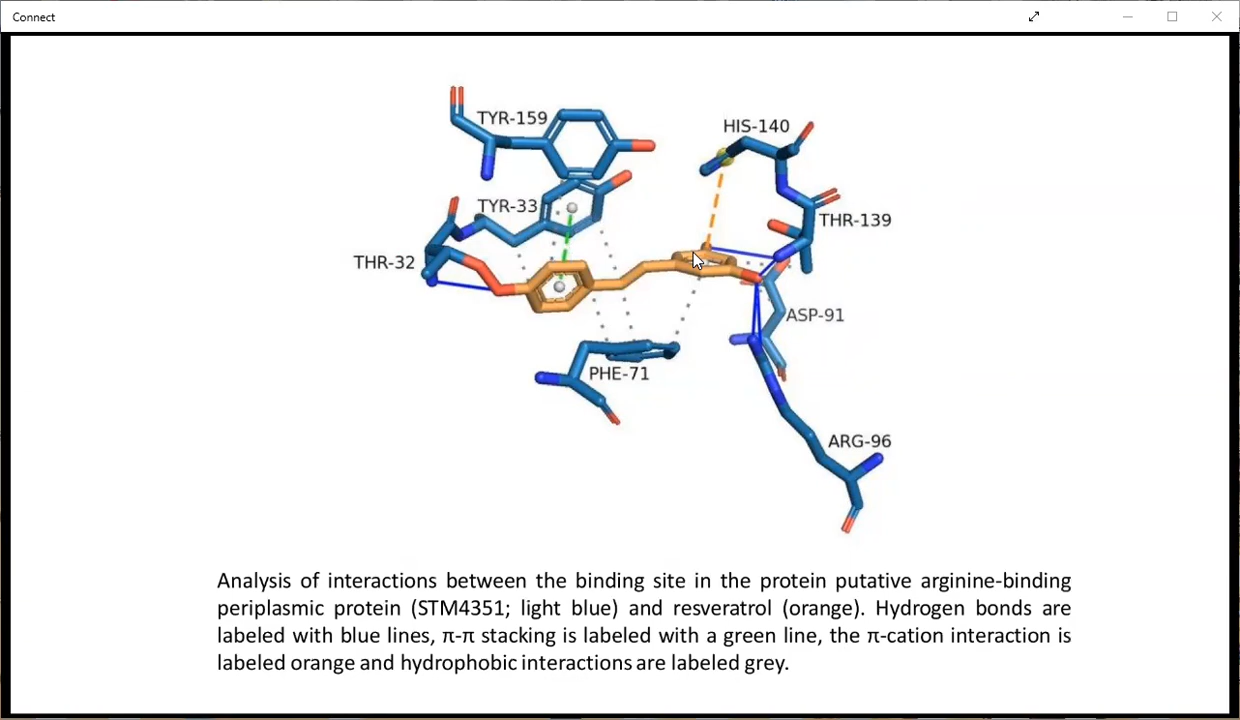 Connect
TYR-159
HIS-140
TYR-33
THR-139
THR-32
ASP-91
PHE-71
ARG-96
Analysis of interactions between the binding site in the protein putative arginine-binding
periplasmic protein (STM4351; light blue) and resveratrol (orange). Hydrogen bonds are
labeled with blue lines, π-π stacking is labeled with a green line, the π-cation interaction is
labeled orange and hydrophobic interactions are labeled grey.